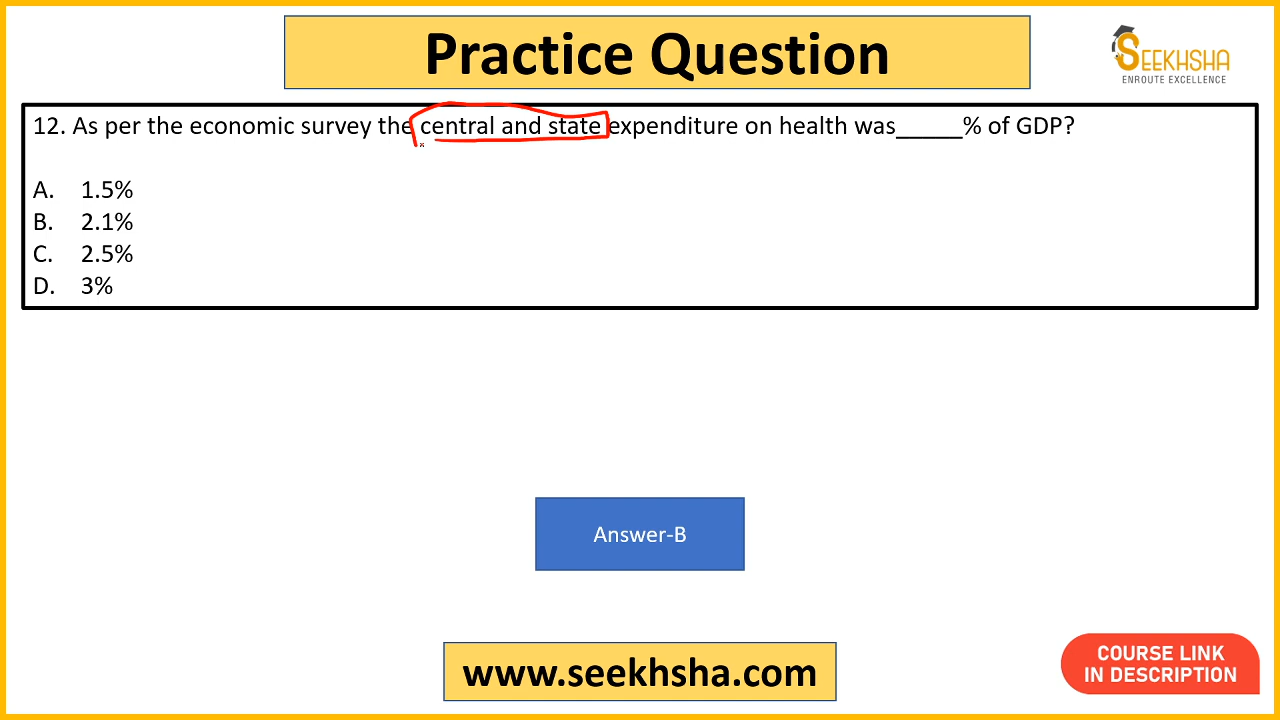 Practice Question
SEEKHSHA
ENROUTE EXCELLENCE
12. As per the economic survey the central and state expenditure on health was_____% of GDP?
A. 1.5%
B. 2.1%
C. 2.5%
D. 3%
Answer-B
www.seekhsha.com
COURSE LINK
IN DESCRIPTION